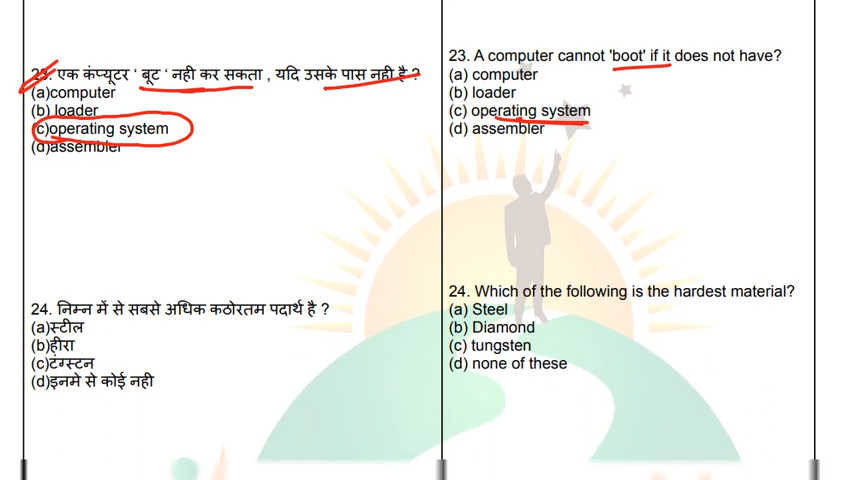 23. एक कंप्यूटर ' बूट ' नही कर सकता , यदि उसके पास नही है ?
(a)computer
(b) loader
(c)operating system
(d)assembler
24. निम्न में से सबसे अधिक कठोरतम पदार्थ है ?
(a)स्टील
(b)हीरा
(c)टंग्स्टन
(d)इनमे से कोई नही
23. A computer cannot 'boot' if it does not have?
(a) computer
(b) loader
(c) operating system
(d) assembler
24. Which of the following is the hardest material?
(a) Steel
(b) Diamond
(c) tungsten
(d) none of these